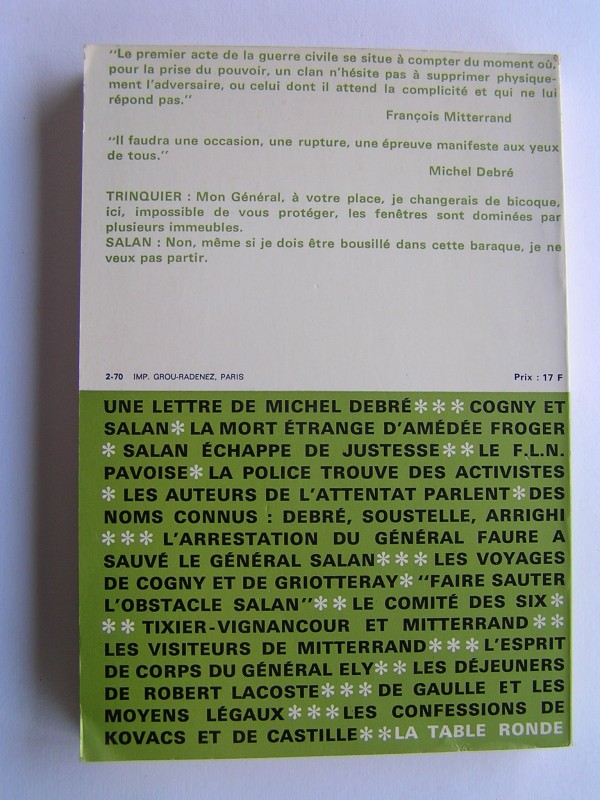 "Le premier acte de la guerre civile se situe à compter du moment où,
pour la prise du pouvoir, un clan n'hésite pas à supprimer physique-
ment l'adversaire, ou celui dont il attend la complicité et qui ne lui
répond pas."
François Mitterrand
"Il faudra une occasion, une rupture, une épreuve manifeste aux yeux
de tous."
Michel Debré
TRINQUIER : Mon Général, à votre place, je changerais de bicoque,
ici, impossible de vous protéger, les fenêtres sont dominées par
plusieurs immeubles.
SALAN : Non, même si je dois être bousillé dans cette baraque, je ne
veux pas partir.
2-70 IMP. GROU-RADENEZ, PARIS
Prix : 17 F
UNE LETTRE DE MICHEL DEBRÉ*** COGNY ET
SALAN* LA MORT ÉTRANGE D'AMÉDÉE FROGER
* SALAN ÉCHAPPE DE JUSTESSE** LE F.L.N.
PAVOISE* LA POLICE TROUVE DES ACTIVISTES
* LES AUTEURS DE L'ATTENTAT PARLENT* DES
NOMS CONNUS : DEBRÉ, SOUSTELLE, ARRIGHI
*** L'ARRESTATION DU GÉNÉRAL FAURE A
SAUVÉ LE GÉNÉRAL SALAN*** LES VOYAGES
DE COGNY ET DE GRIOTTERAY* "FAIRE SAUTER
L'OBSTACLE SALAN"** LE COMITÉ DES SIX*
** TIXIER-VIGNANCOUR ET MITTERRAND**
LES VISITEURS DE MITTERRAND*** L'ESPRIT
DE CORPS DU GÉNÉRAL ELY** LES DÉJEUNERS
DE ROBERT LACOSTE*** DE GAULLE ET LES
MOYENS LÉGAUX*** LES CONFESSIONS DE
KOVACS ET DE CASTILLE** LA TABLE RONDE